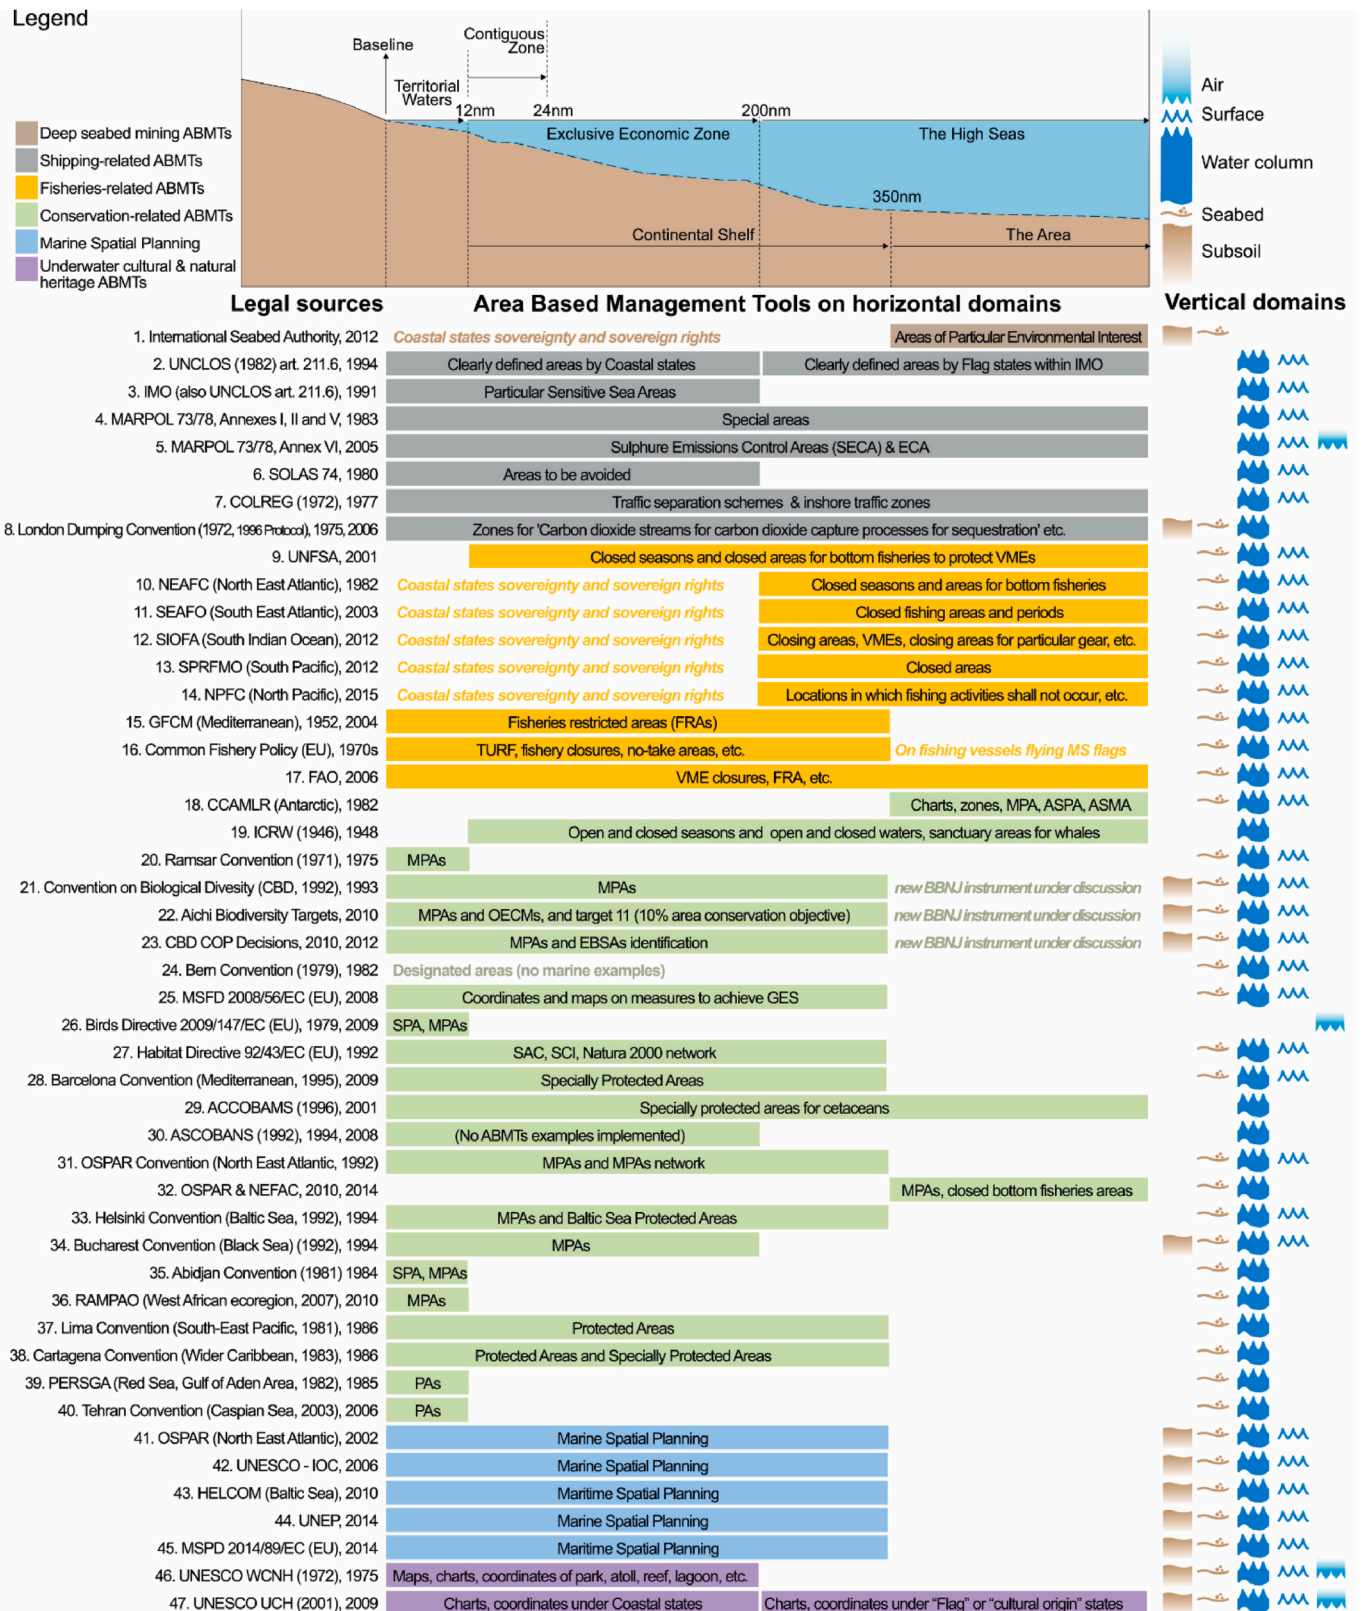 Legend
Baseline
Contiguous
Zone
Territorial
Waters
12nm
24nm
200nm
Exclusive Economic Zone
The High Seas
350nm
Continental Shelf
The Area
Air
Surface
Water column
Seabed
Subsoil
Deep seabed mining ABMTs
Shipping-related ABMTs
Fisheries-related ABMTs
Conservation-related ABMTs
Marine Spatial Planning
Underwater cultural & natural
heritage ABMTs
Legal sources Area Based Management Tools on horizontal domains Vertical domains
1. International Seabed Authority, 2012 Coastal states sovereignty and sovereign rights Areas of Particular Environmental Interest
2. UNCLOS (1982) art. 211.6, 1994 Clearly defined areas by Coastal states Clearly defined areas by Flag states within IMO
3. IMO (also UNCLOS art. 211.6), 1991 Particular Sensitive Sea Areas
4. MARPOL 73/78, Annexes I, II and V, 1983 Special areas
5. MARPOL 73/78, Annex VI, 2005 Sulphure Emissions Control Areas (SECA) & ECA
6. SOLAS 74, 1980 Areas to be avoided
7. COLREG (1972), 1977 Traffic separation schemes & inshore traffic zones
8. London Dumping Convention (1972, 1996 Protocol), 1975, 2006 Zones for 'Carbon dioxide streams for carbon dioxide capture processes for sequestration' etc.
9. UNFSA, 2001 Closed seasons and closed areas for bottom fisheries to protect VMEs
10. NEAFC (North East Atlantic), 1982 Coastal states sovereignty and sovereign rights Closed seasons and areas for bottom fisheries
11. SEAFO (South East Atlantic), 2003 Coastal states sovereignty and sovereign rights Closed fishing areas and periods
12. SIOFA (South Indian Ocean), 2012 Coastal states sovereignty and sovereign rights Closing areas, VMEs, closing areas for particular gear, etc.
13. SPRFMO (South Pacific), 2012 Coastal states sovereignty and sovereign rights Closed areas
14. NPFC (North Pacific), 2015 Coastal states sovereignty and sovereign rights Locations in which fishing activities shall not occur, etc.
15. GFCM (Mediterranean), 1952, 2004 Fisheries restricted areas (FRAs)
16. Common Fishery Policy (EU), 1970s TURF, fishery closures, no-take areas, etc. On fishing vessels flying MS flags
17. FAO, 2006 VME closures, FRA, etc.
18. CCAMLR (Antarctic), 1982 Charts, zones, MPA, ASPA, ASMA
19. ICRW (1946), 1948 Open and closed seasons and open and closed waters, sanctuary areas for whales
20. Ramsar Convention (1971), 1975 MPAs
21. Convention on Biological Divesity (CBD, 1992), 1993 MPAs new BBNJ instrument under discussion
22. Aichi Biodiversity Targets, 2010 MPAs and OECMs, and target 11 (10% area conservation objective) new BBNJ instrument under discussion
23. CBD COP Decisions, 2010, 2012 MPAs and EBSAs identification new BBNJ instrument under discussion
24. Bern Convention (1979), 1982 Designated areas (no marine examples)
25. MSFD 2008/56/EC (EU), 2008 Coordinates and maps on measures to achieve GES
26. Birds Directive 2009/147/EC (EU), 1979, 2009 SPA, MPAs
27. Habitat Directive 92/43/EC (EU), 1992 SAC, SCI, Natura 2000 network
28. Barcelona Convention (Mediterranean, 1995), 2009 Specially Protected Areas
29. ACCOBAMS (1996), 2001 Specially protected areas for cetaceans
30. ASCOBANS (1992), 1994, 2008 (No ABMTs examples implemented)
31. OSPAR Convention (North East Atlantic, 1992) MPAs and MPAs network
32. OSPAR & NEFAC, 2010, 2014 MPAs, closed bottom fisheries areas
33. Helsinki Convention (Baltic Sea, 1992), 1994 MPAs and Baltic Sea Protected Areas
34. Bucharest Convention (Black Sea) (1992), 1994 MPAs
35. Abidjan Convention (1981) 1984 SPA, MPAs
36. RAMPAO (West African ecoregion, 2007), 2010 MPAs
37. Lima Convention (South-East Pacific, 1981), 1986 Protected Areas
38. Cartagena Convention (Wider Caribbean, 1983), 1986 Protected Areas and Specially Protected Areas
39. PERSGA (Red Sea, Gulf of Aden Area, 1982), 1985 PAs
40. Tehran Convention (Caspian Sea, 2003), 2006 PAs
41. OSPAR (North East Atlantic), 2002 Marine Spatial Planning
42. UNESCO - IOC, 2006 Marine Spatial Planning
43. HELCOM (Baltic Sea), 2010 Maritime Spatial Planning
44. UNEP, 2014 Marine Spatial Planning
45. MSPD 2014/89/EC (EU), 2014 Maritime Spatial Planning
46. UNESCO WCNH (1972), 1975 Maps, charts, coordinates of park, atoll, reef, lagoon, etc.
47. UNESCO UCH (2001), 2009 Charts, coordinates under Coastal states Charts, coordinates under "Flag" or "cultural origin" states